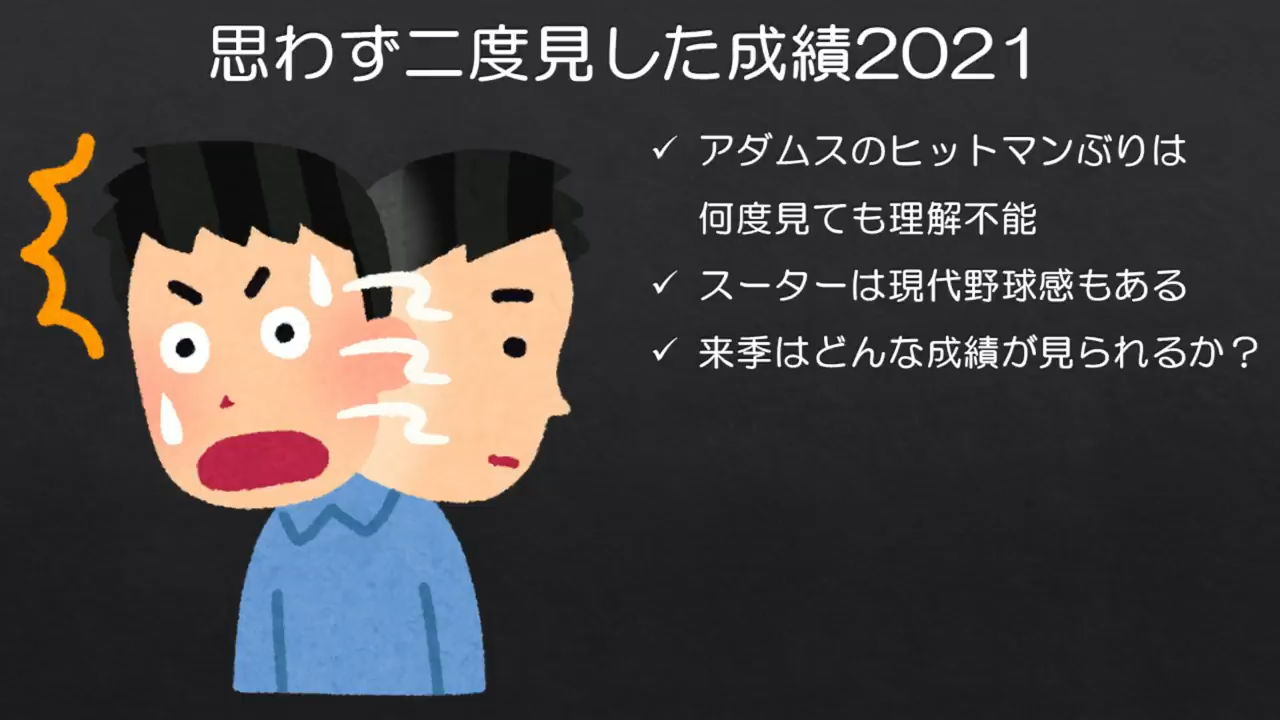 思わず二度見した成績2021
✓ アダムスのヒットマンぶりは
何度見ても理解不能
✓ スーターは現代野球感もある
✓ 来季はどんな成績が見られるか？